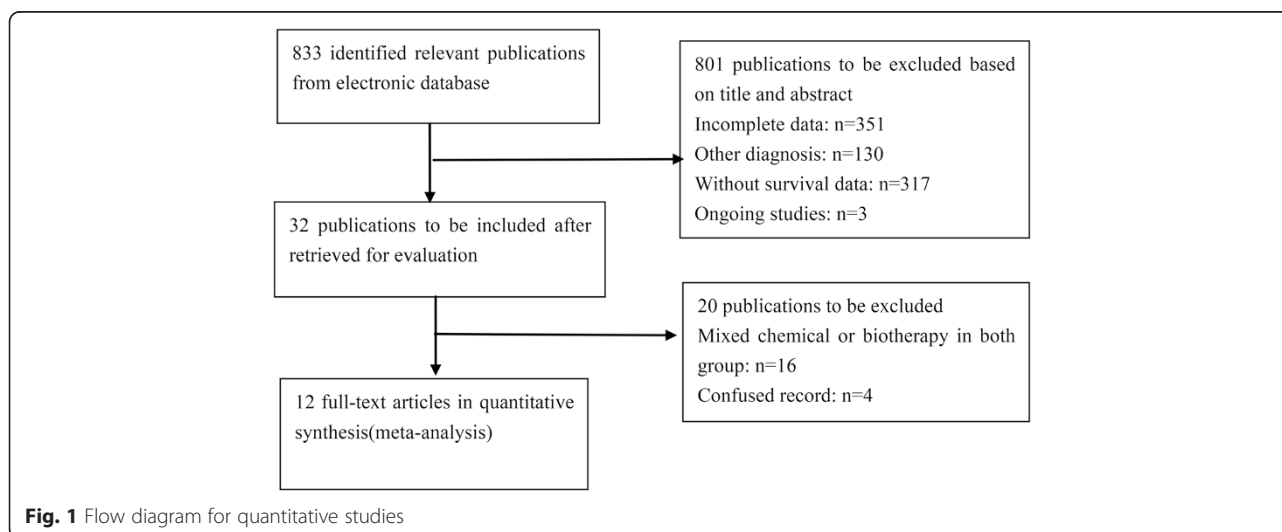 833 identified relevant publications
from electronic database
801 publications to be excluded based
on title and abstract
Incomplete data: n=351
Other diagnosis: n=130
Without survival data: n=317
Ongoing studies: n=3
32 publications to be included after
retrieved for evaluation
20 publications to be excluded
Mixed chemical or biotherapy in both
group: n=16
Confused record: n=4
12 full-text articles in quantitative
synthesis(meta-analysis)
Fig. 1 Flow diagram for quantitative studies